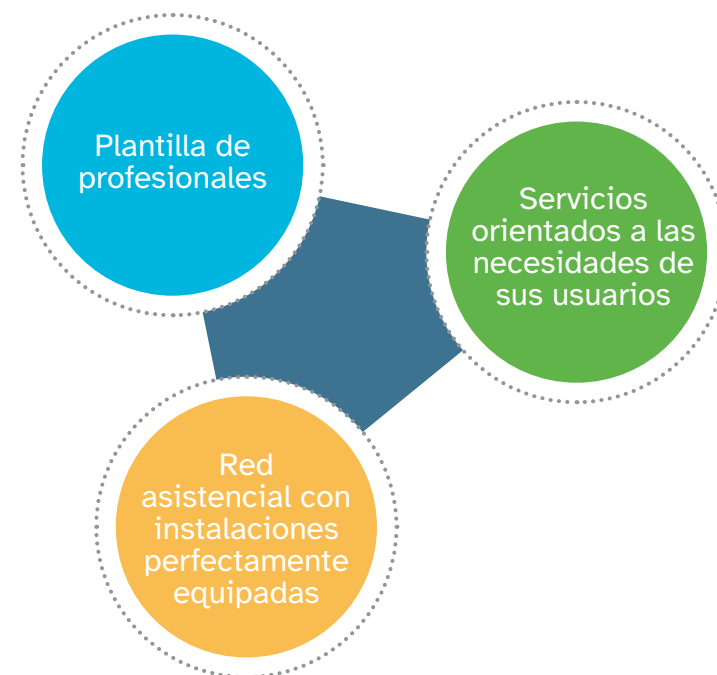 Plantilla de
profesionales
Servicios
orientados a las
necesidades de
sus usuarios
Red
asistencial con
instalaciones
perfectamente
equipadas